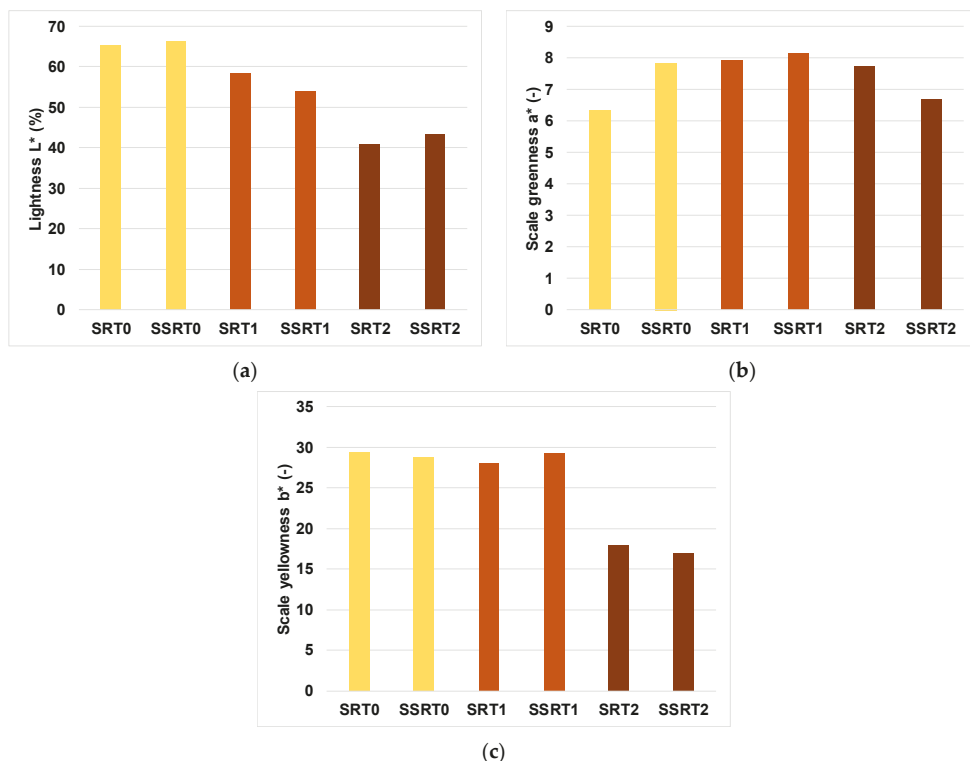 Lightness L* (%)
70
60
50
40
30
20
10
0
SRT0 SSRT0 SRT1 SSRT1 SRT2 SSRT2
(a)
Scale greenness a* (-)
9
8
7
6
5
4
3
2
1
0
SRT0 SSRT0 SRT1 SSRT1 SRT2 SSRT2
(b)
Scale yellowness b* (-)
35
30
25
20
15
10
5
0
SRT0 SSRT0 SRT1 SSRT1 SRT2 SSRT2
(c)